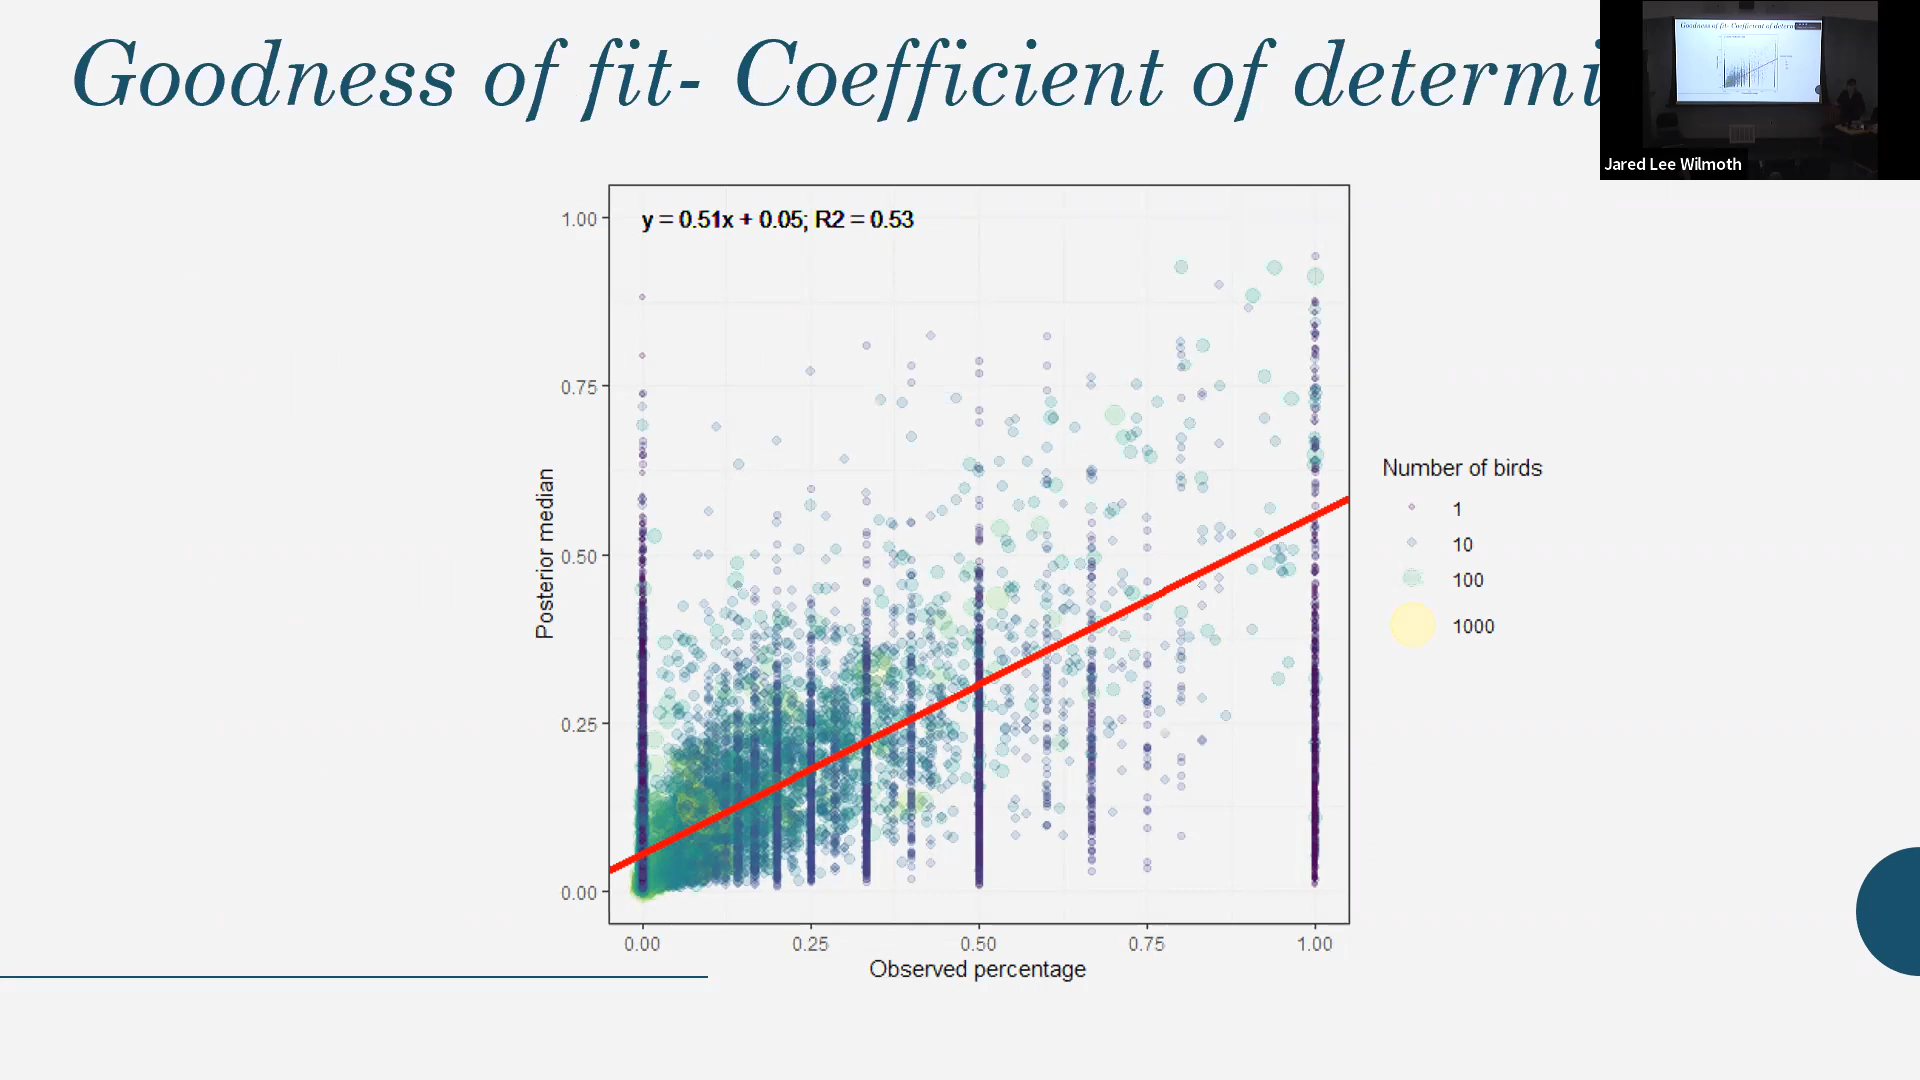 Goodness of fit- Coefficient of determi
Jared Lee Wilmoth
y = 0.51x + 0.05; R2 = 0.53
1.00
0.75
0.50
0.25
0.00
Posterior median
0.00 0.25 0.50 0.75 1.00
Observed percentage
Number of birds
1
10
100
1000